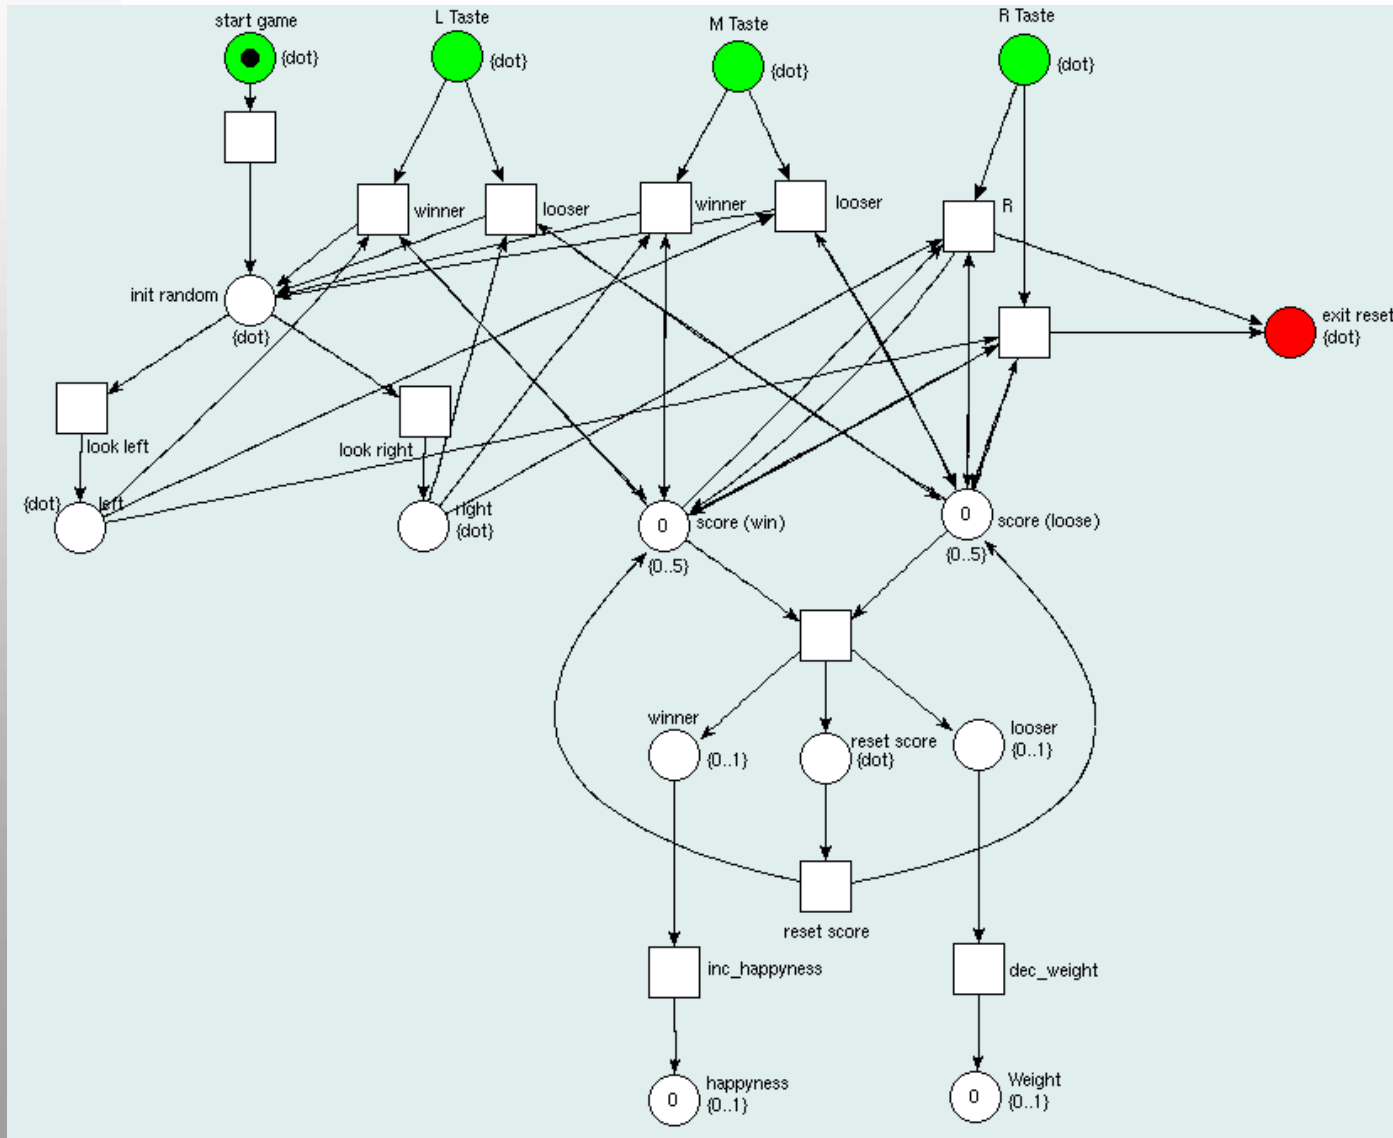 start game
{dot}
L Taste
{dot}
M Taste
{dot}
R Taste
{dot}
winner
looser
winner
looser
R
init random
{dot}
exit reset
{dot}
look left
look right
{dot}
left
right
{dot}
0
score (win)
{0..5}
0
score (loose)
{0..5}
winner
{0..1}
reset score
{dot}
looser
{0..1}
reset score
inc_happyness
dec_weight
0
happyness
{0..1}
0
Weight
{0..1}